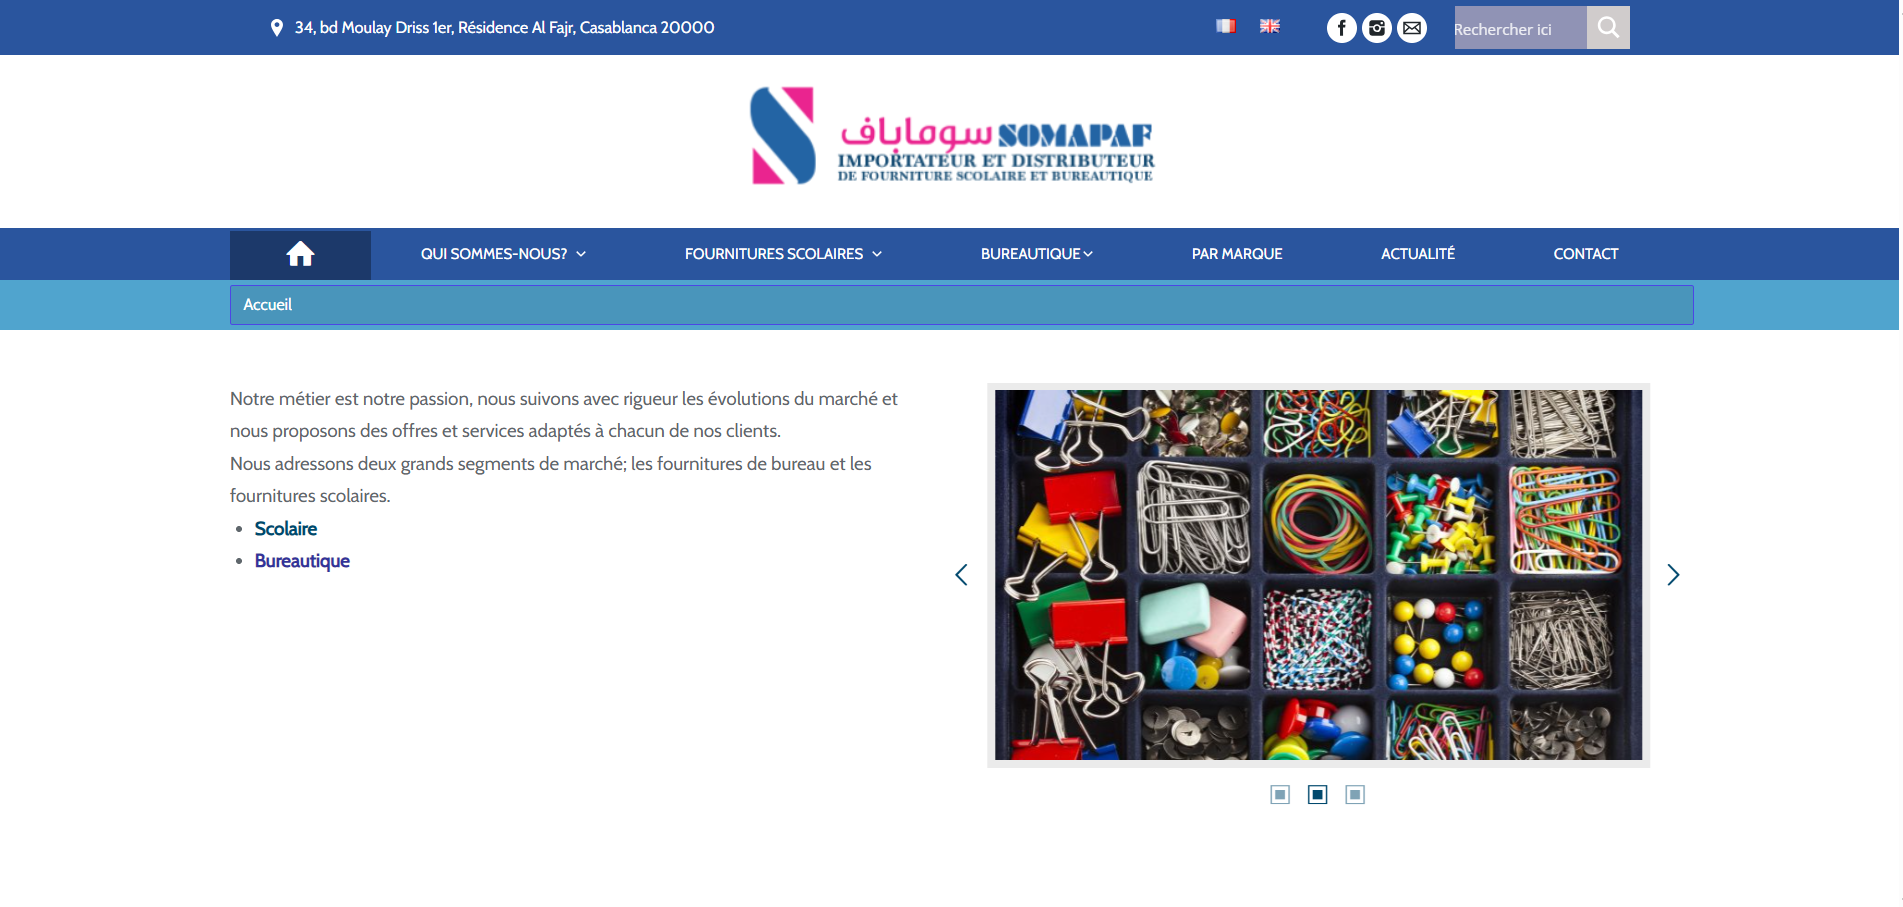 34, bd Moulay Driss 1er, Résidence Al Fajr, Casablanca 20000
Rechercher ici
سوماباف SOMAPAF
IMPORTATEUR ET DISTRIBUTEUR
DE FOURNITURE SCOLAIRE ET BUREAUTIQUE
QUI SOMMES-NOUS?
FOURNITURES SCOLAIRES
BUREAUTIQUE
PAR MARQUE
ACTUALITÉ
CONTACT
Accueil
Notre métier est notre passion, nous suivons avec rigueur les évolutions du marché et
nous proposons des offres et services adaptés à chacun de nos clients.
Nous adressons deux grands segments de marché; les fournitures de bureau et les
fournitures scolaires.
Scolaire
Bureautique